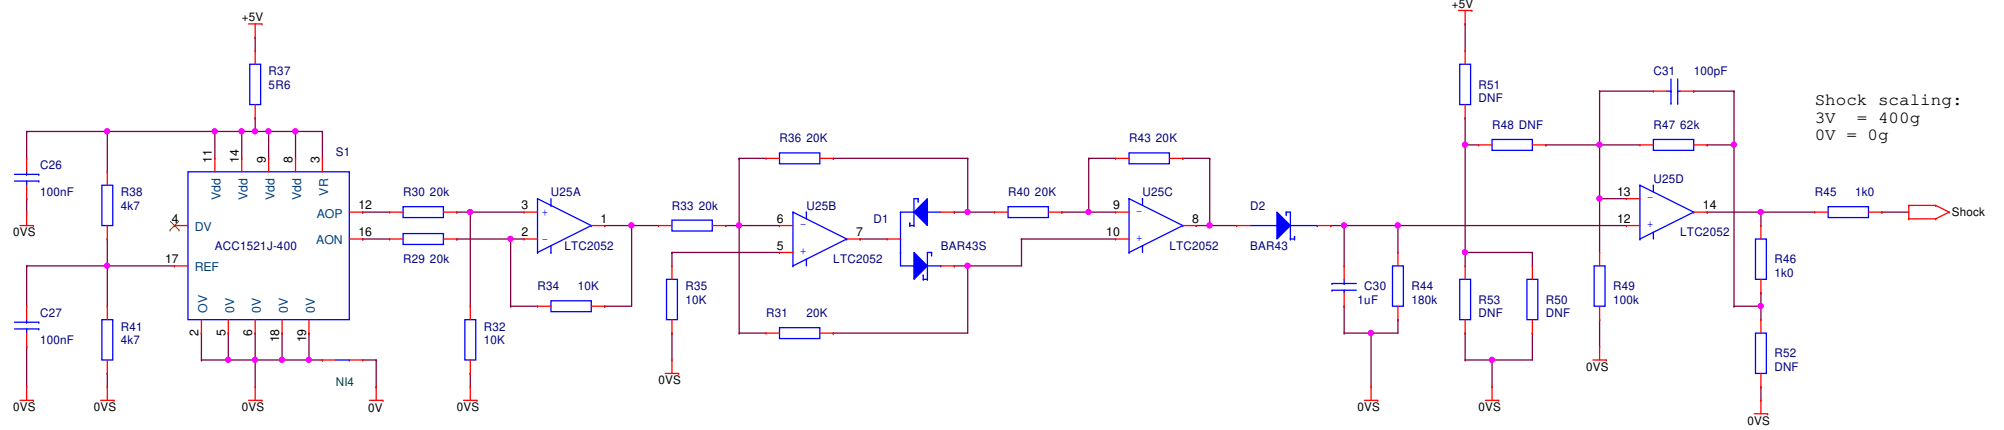 +5V
R37
5R6
C26
100nF
R38
4k7
C27
100nF
R41
4k7
0VS
0VS
0VS
0VS
0V
NI4
S1
ACC1521J-400
11
14
9
8
3
Vdd
Vdd
Vdd
Vdd
VR
4
DV
17
REF
AOP
12
AON
16
0V
0V
0V
0V
0V
2
5
6
18
19
R30 20k
R29 20k
R32
10K
0VS
U25A
3
2
1
+
−
LTC2052
R34 10K
R33 20k
R35
10K
0VS
R36 20K
U25B
6
5
7
−
+
LTC2052
R31 20K
D1
BAR43S
R40 20K
R43 20K
U25C
9
10
8
−
+
LTC2052
D2
BAR43
C30
1uF
R44
180k
0VS
+5V
R51
DNF
R48 DNF
R53
DNF
R50
DNF
0VS
C31 100pF
R47 62k
U25D
13
12
14
−
+
LTC2052
R49
100k
0VS
R45 1k0
R46
1k0
R52
DNF
0VS
Shock
Shock scaling:
3V = 400g
0V = 0g